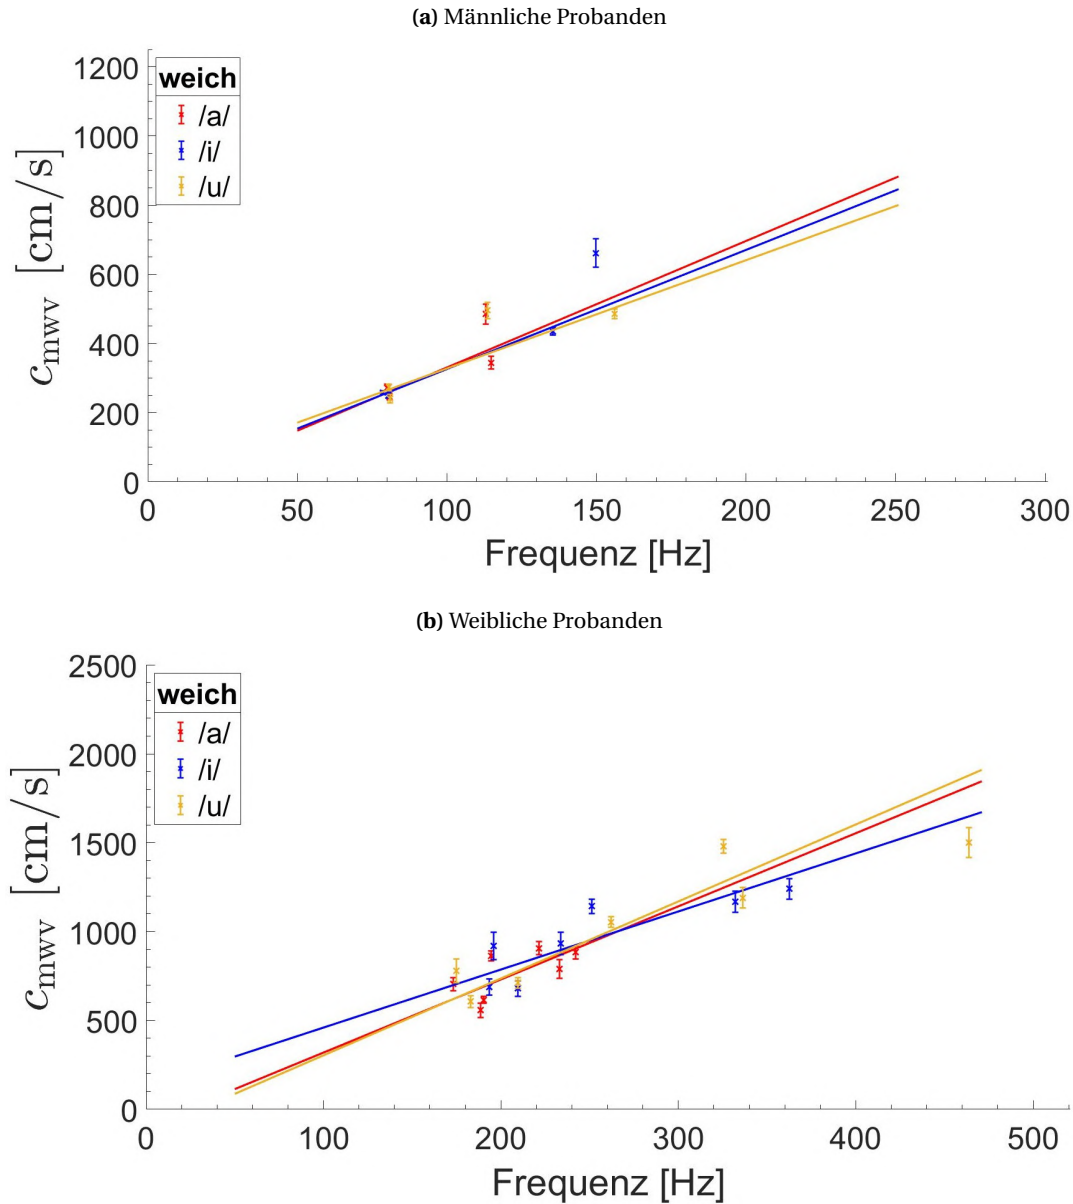 (a) Männliche Probanden
weich
/a/
/i/
/u/
1200
1000
800
600
400
200
0
c_mwv [cm/s]
0 50 100 150 200 250 300
Frequenz [Hz]
(b) Weibliche Probanden
weich
/a/
/i/
/u/
2500
2000
1500
1000
500
0
c_mwv [cm/s]
0 100 200 300 400 500
Frequenz [Hz]